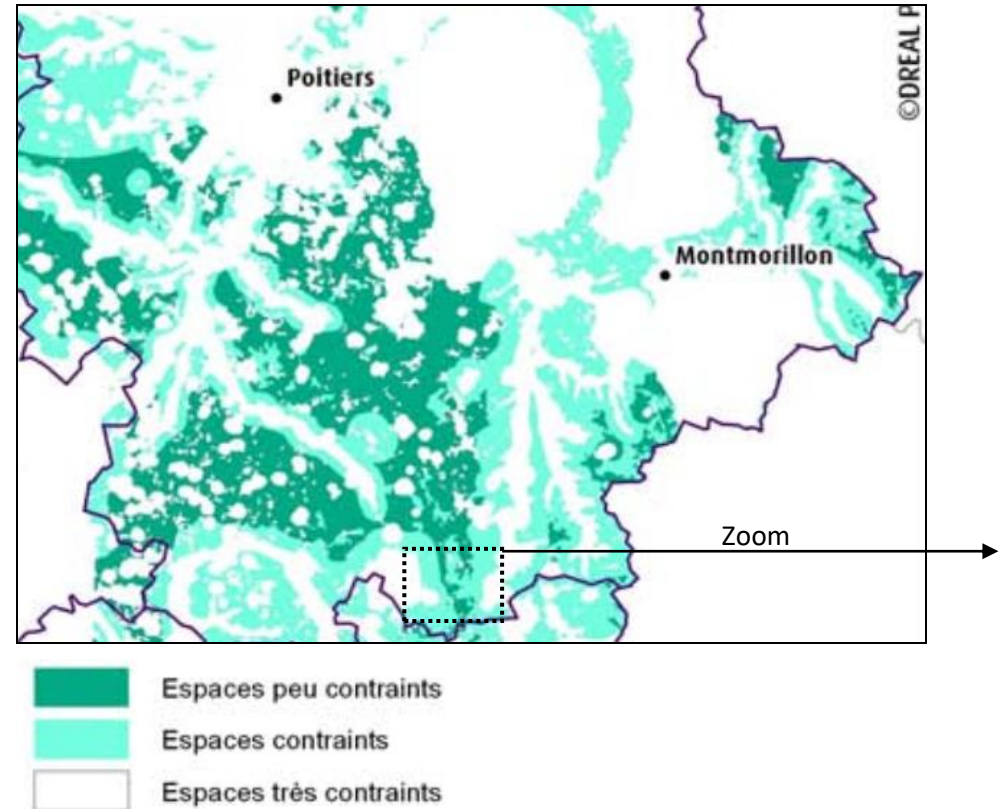 ©DREAL P
Poitiers
Montmorillon
Zoom
Espaces peu contraints
Espaces contraints
Espaces très contraints